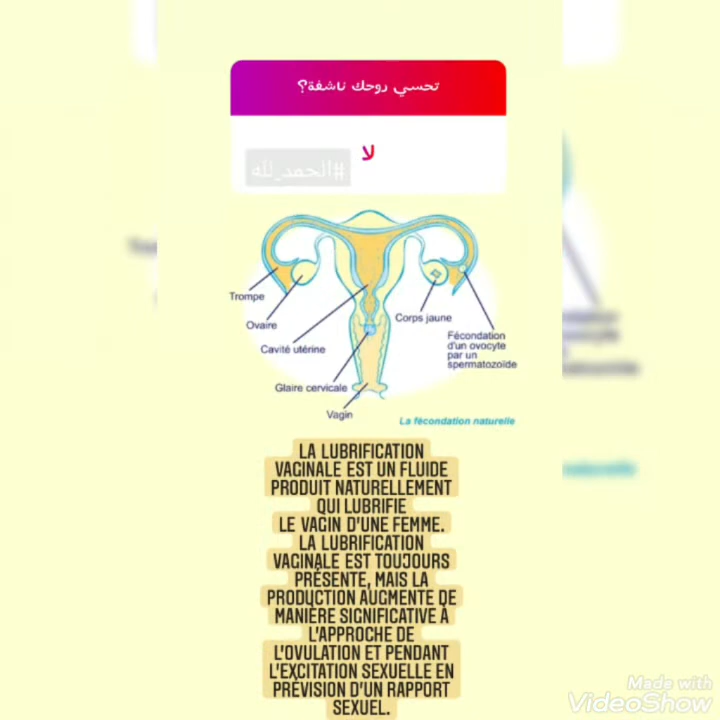 تحسي روحك ناشفة؟
لا
#الحمد_لله
Trompe
Ovaire
Cavité utérine
Glaire cervicale
Vagin
Corps jaune
Fécondation
d'un ovocyte
par un
spermatozoïde
La fécondation naturelle
LA LUBRIFICATION
VAGINALE EST UN FLUIDE
PRODUIT NATURELLEMENT
QUI LUBRIFIE
LE VAGIN D'UNE FEMME.
LA LUBRIFICATION
VAGINALE EST TOUJOURS
PRÉSENTE, MAIS LA
PRODUCTION AUGMENTE DE
MANIÈRE SIGNIFICATIVE À
L'APPROCHE DE
L'OVULATION ET PENDANT
L'EXCITATION SEXUELLE EN
PRÉVISION D'UN RAPPORT
SEXUEL.
Made with
VideoShow